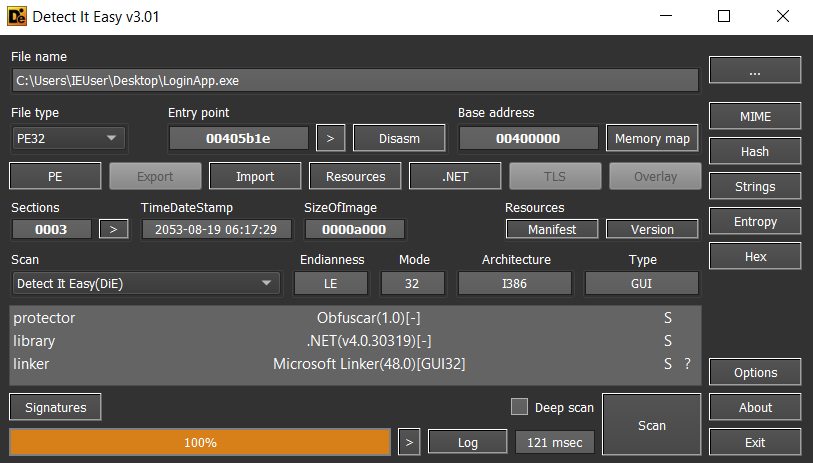 Detect It Easy v3.01
File name
C:\Users\IEUser\Desktop\LoginApp.exe
...
File type Entry point Base address
PE32 00405b1e > Disasm 00400000 Memory map MIME
Hash
PE Export Import Resources .NET TLS Overlay
Strings
Sections TimeDateStamp SizeOfImage Resources
0003 > 2053-08-19 06:17:29 0000a000 Manifest Version
Entropy
Scan Endianness Mode Architecture Type
Hex
Detect It Easy(DiE) LE 32 I386 GUI
protector Obfuscar(1.0)[-] S
library .NET(v4.0.30319)[-] S
linker Microsoft Linker(48.0)[GUI32] S ?
Options
Signatures Deep scan Scan About
100% > Log 121 msec Exit